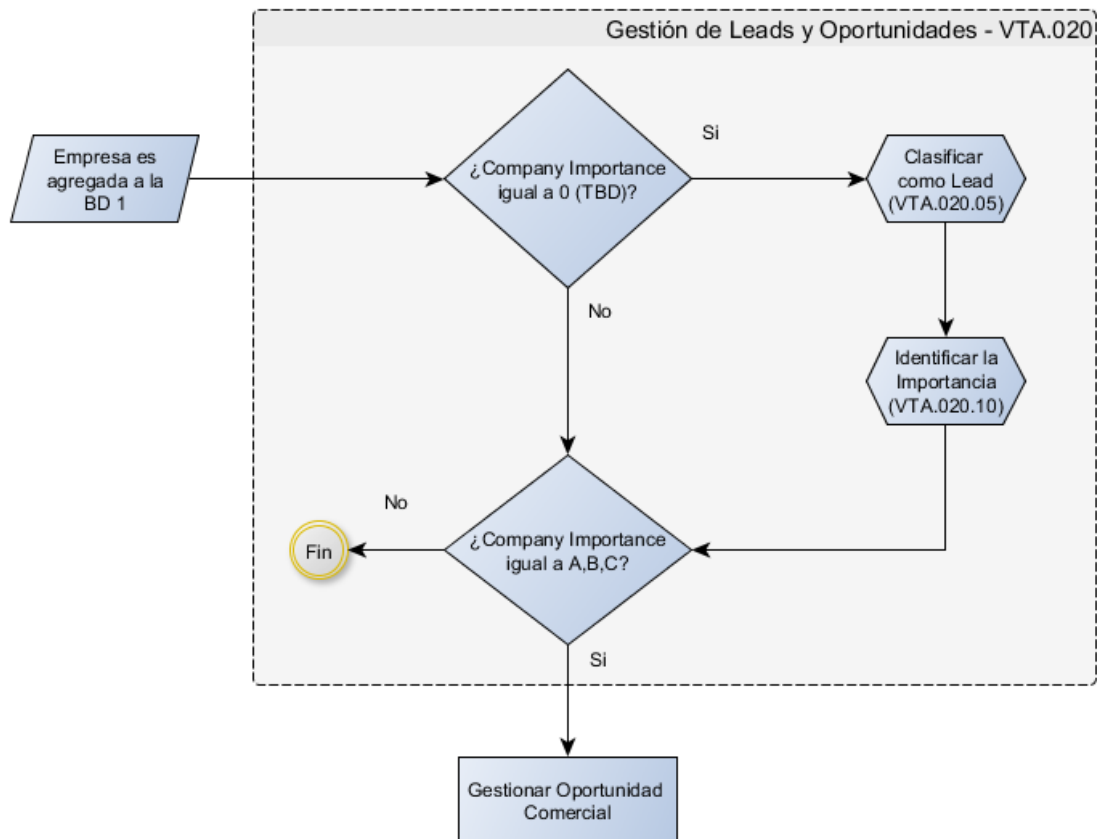 Gestión de Leads y Oportunidades - VTA.020
Empresa es
agregada a la
BD 1
¿Company Importance
igual a 0 (TBD)?
Si
Clasificar
como Lead
(VTA.020.05)
No
Identificar la
Importancia
(VTA.020.10)
¿Company Importance
igual a A,B,C?
No
Fin
Si
Gestionar Oportunidad
Comercial